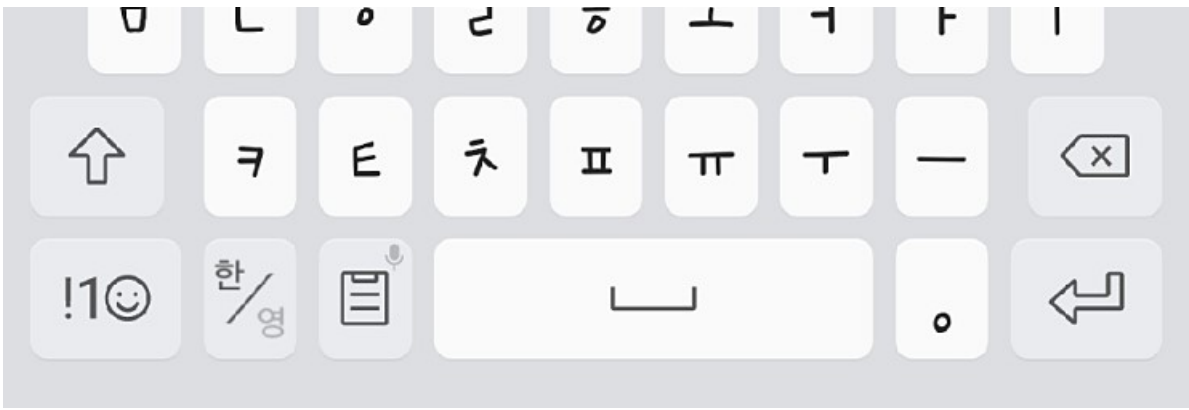 ㅁ ㄴ ㅇ ㄹ ㅎ ㅗ ㅓ ㅏ ㅣ
ㅋ ㅌ ㅊ ㅍ ㅠ ㅜ ㅡ
!1☺ 한/영 。